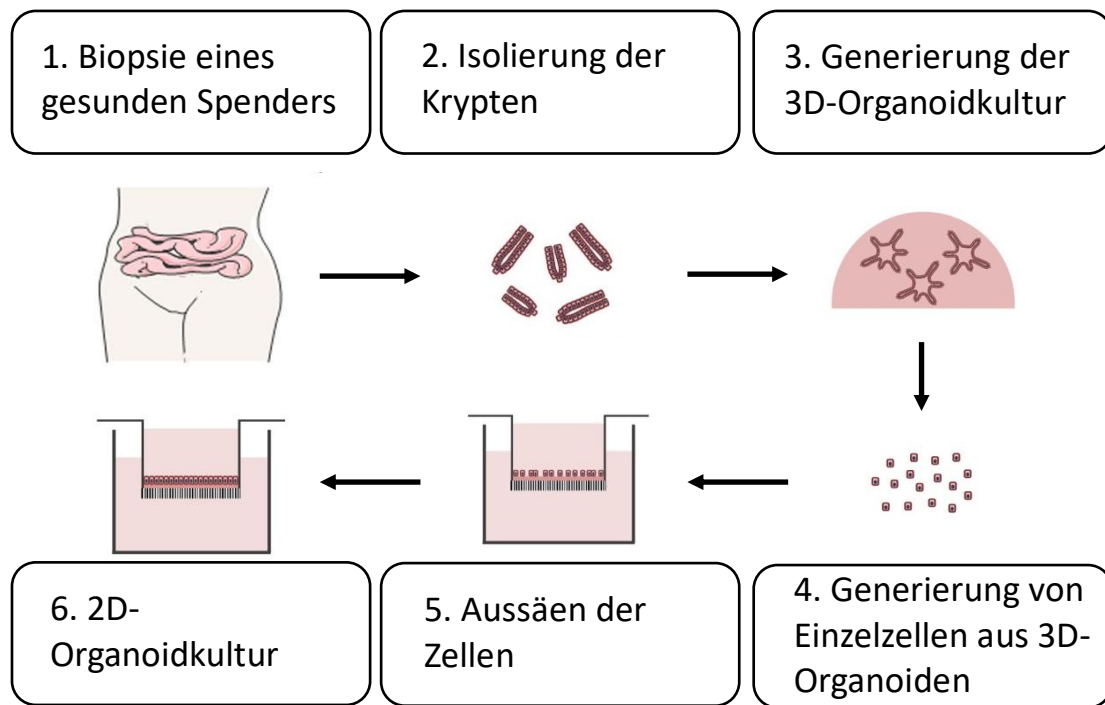 1. Biopsie eines
gesunden Spenders
2. Isolierung der
Krypten
3. Generierung der
3D-Organoidkultur
4. Generierung von
Einzelzellen aus 3D-
Organoiden
5. Aussäen der
Zellen
6. 2D-
Organoidkultur